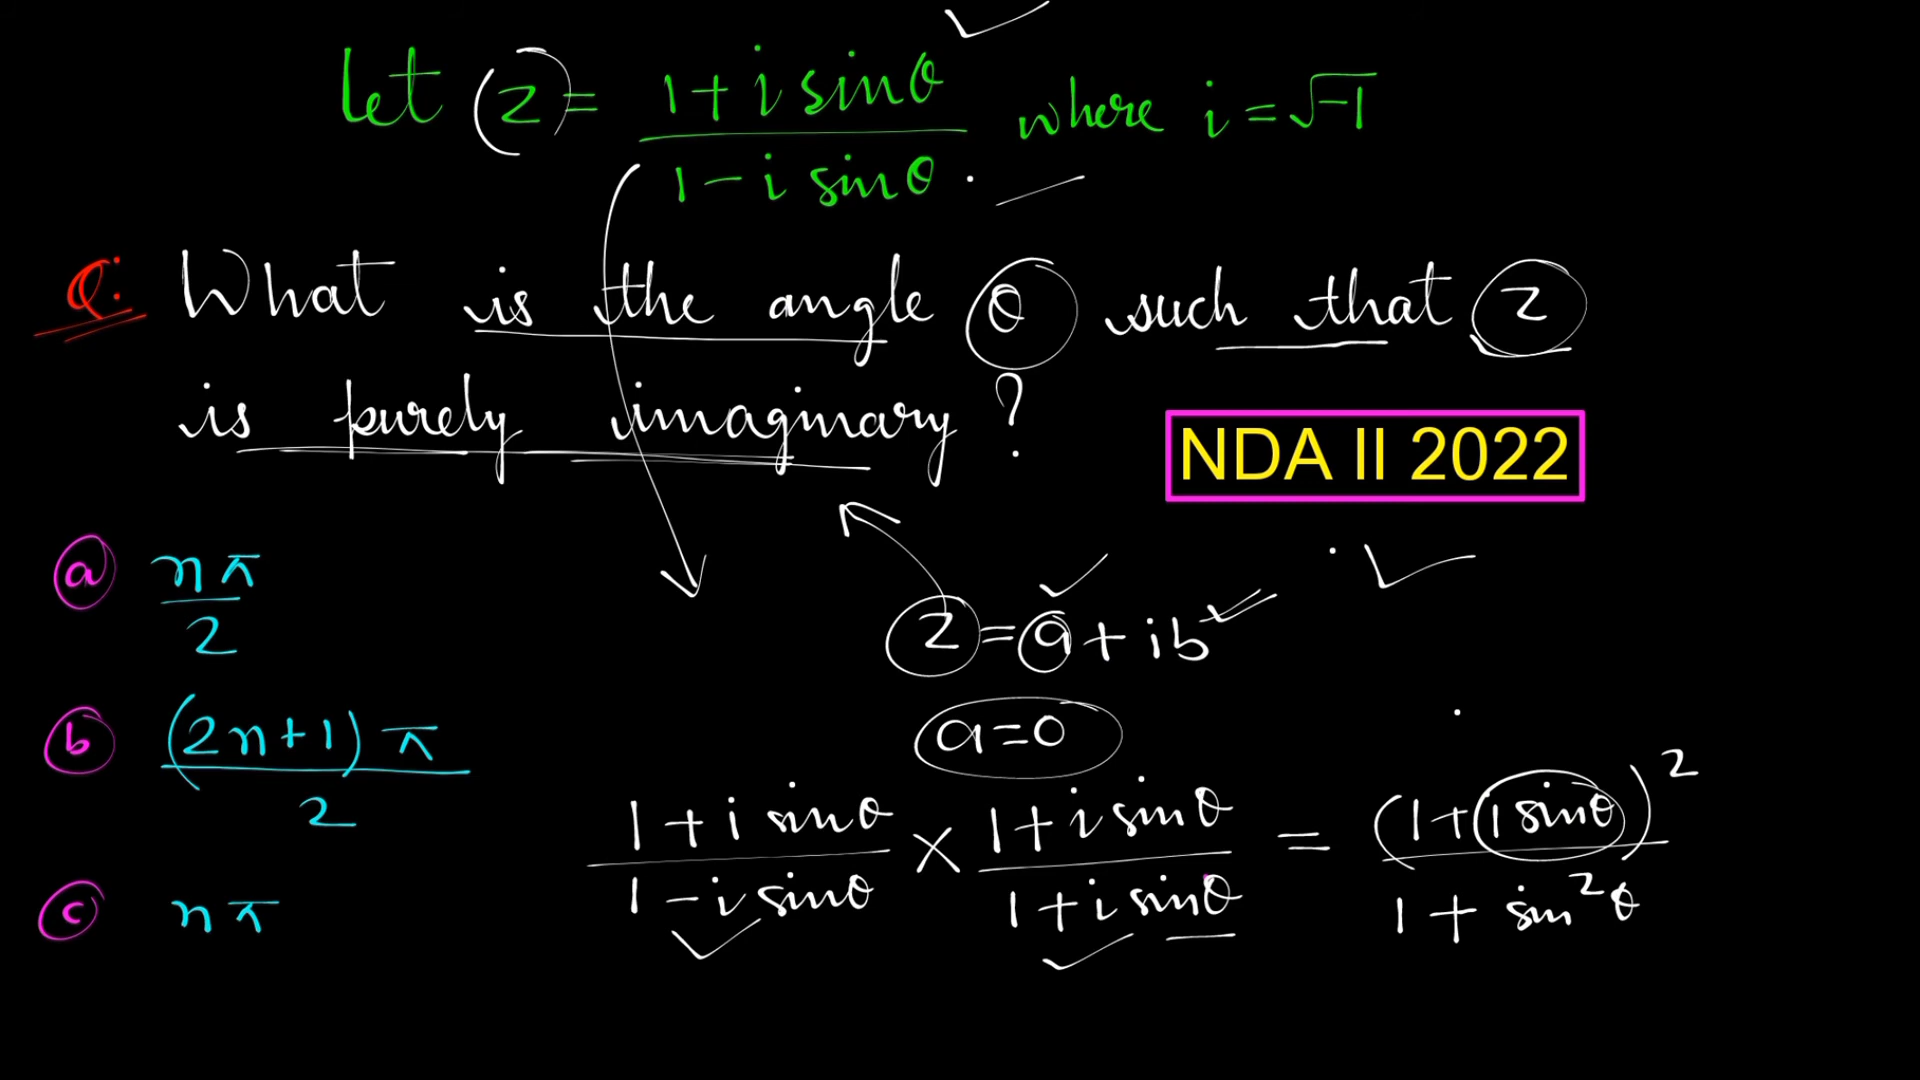 let z = (1 + i sinθ)/(1 - i sinθ) where i = √-1
Q: What is the angle θ such that z
is purely imaginary ?
NDA II 2022
(a) nπ/2
z = a + ib
(b) (2n+1)π/2
a = 0
(1 + i sinθ)/(1 - i sinθ) × (1 + i sinθ)/(1 + i sinθ) = (1 + i sinθ)²/(1 + sin²θ)
(c) nπ